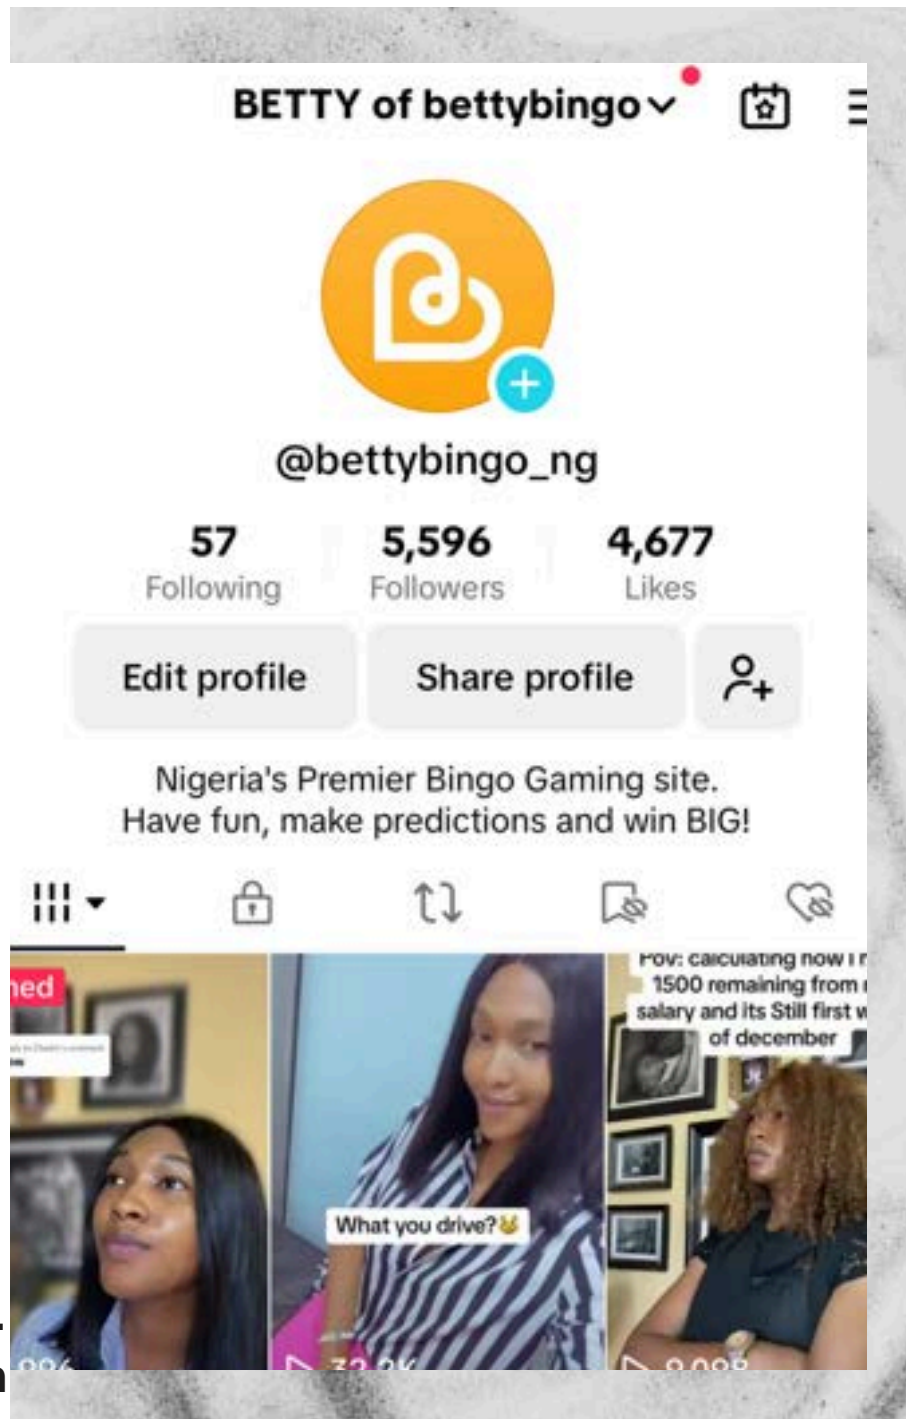 BETTY of bettybingo
@bettybingo_ng
57
5,596
4,677
Following
Followers
Likes
Edit profile
Share profile
Nigeria's Premier Bingo Gaming site.
Have fun, make predictions and win BIG!
What you drive?
1500 remaining from
salary and its Still first
of december